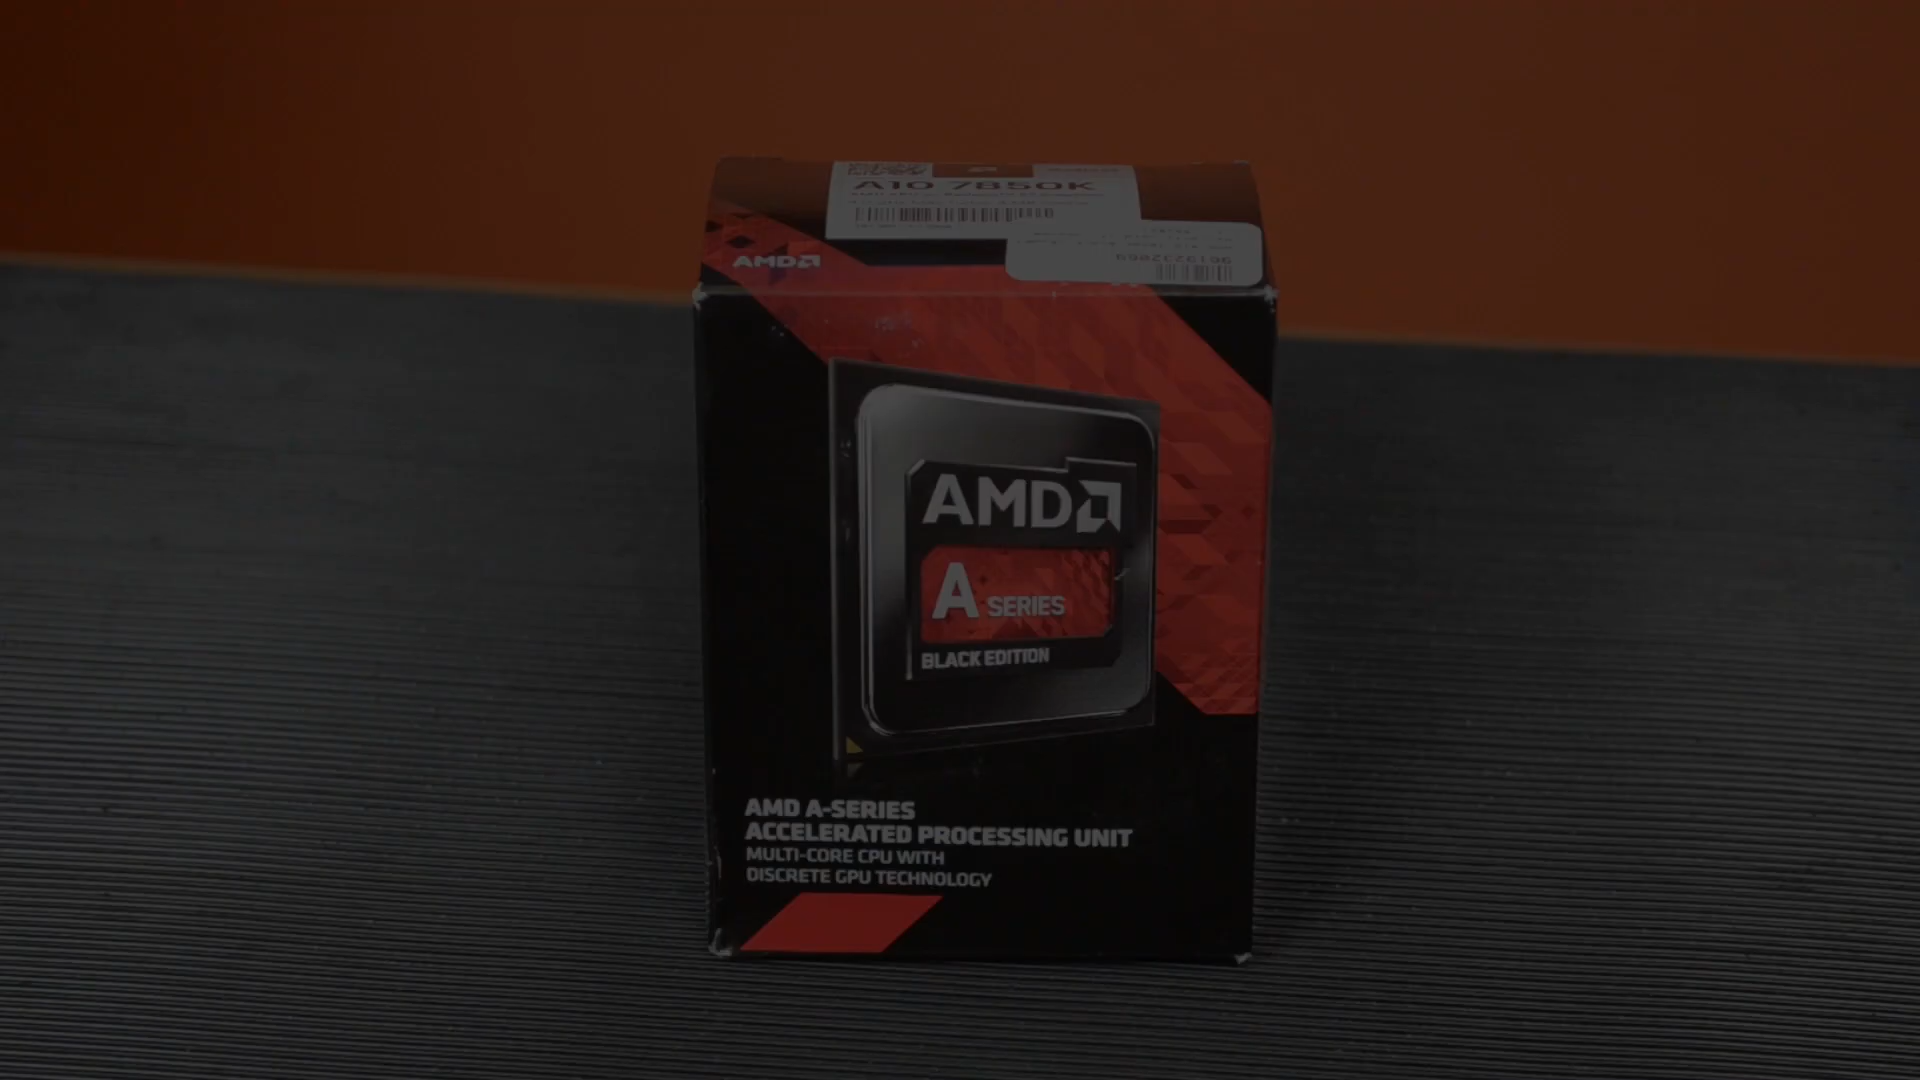 A10 7850K
AMD
9619232069
AMD
A SERIES
BLACK EDITION
AMD A-SERIES
ACCELERATED PROCESSING UNIT
MULTI-CORE CPU WITH
DISCRETE GPU TECHNOLOGY